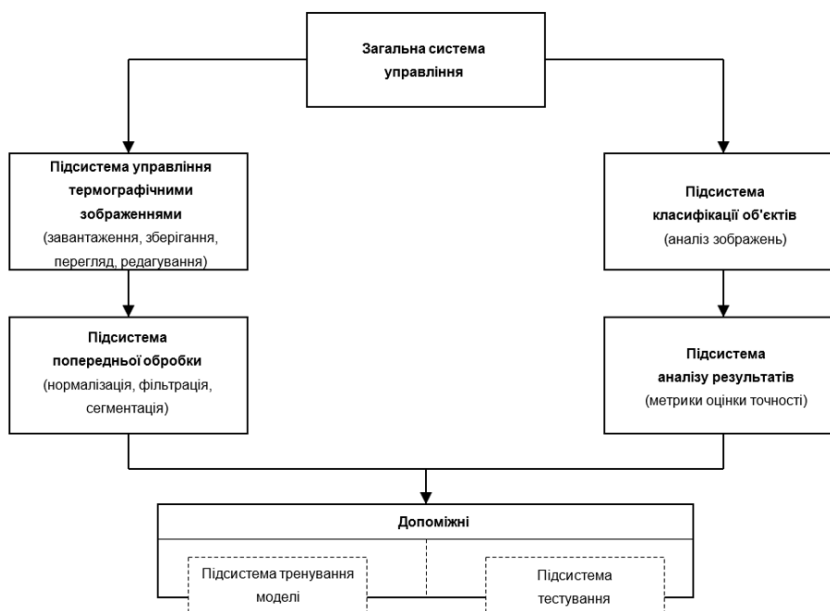 Загальна система
управління
Підсистема управління
термографічними
зображеннями
(завантаження, зберігання,
перегляд, редагування)
Підсистема
класифікації об'єктів
(аналіз зображень)
Підсистема
попередньої обробки
(нормалізація, фільтрація,
сегментація)
Підсистема
аналізу результатів
(метрики оцінки точності)
Допоміжні
Підсистема тренування
моделі
Підсистема
тестування